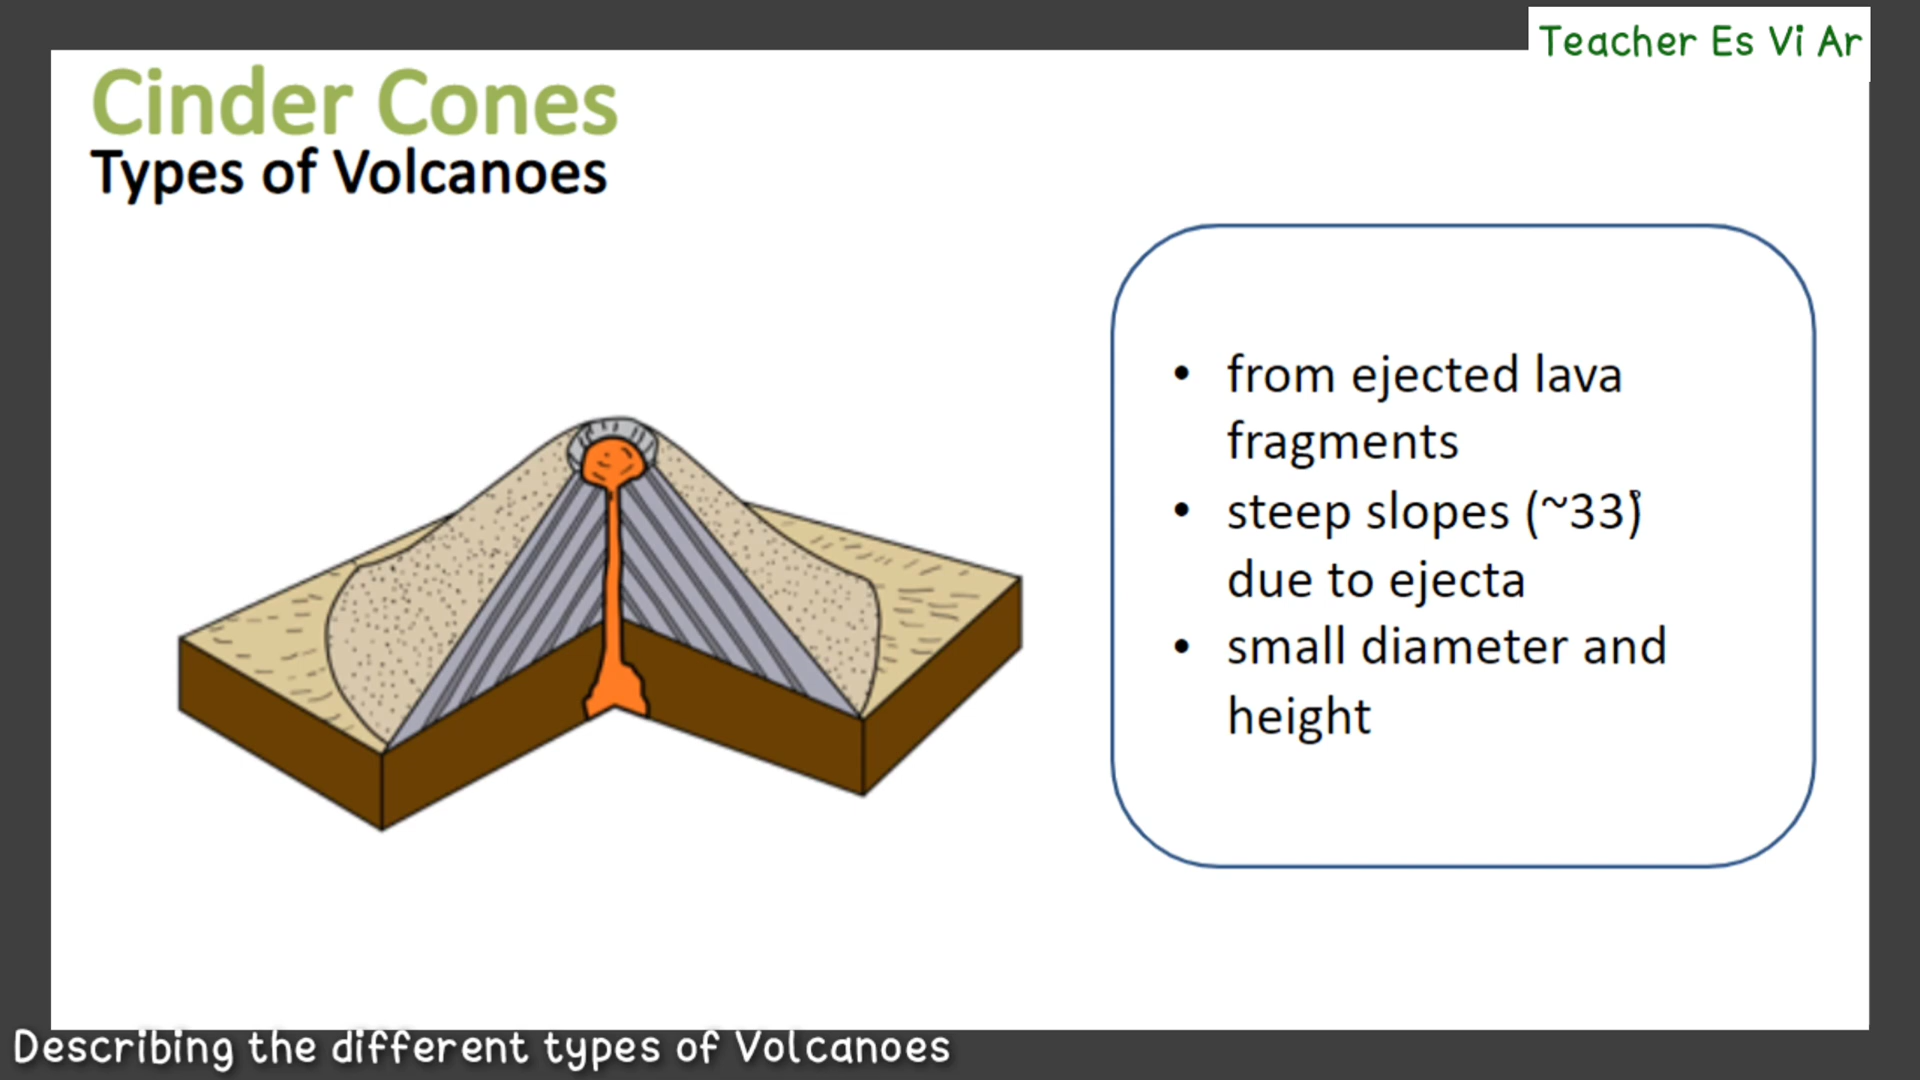 Teacher Es Vi Ar
Cinder Cones
Types of Volcanoes
• from ejected lava
fragments
• steep slopes (~33°)
due to ejecta
• small diameter and
height
Describing the different types of Volcanoes